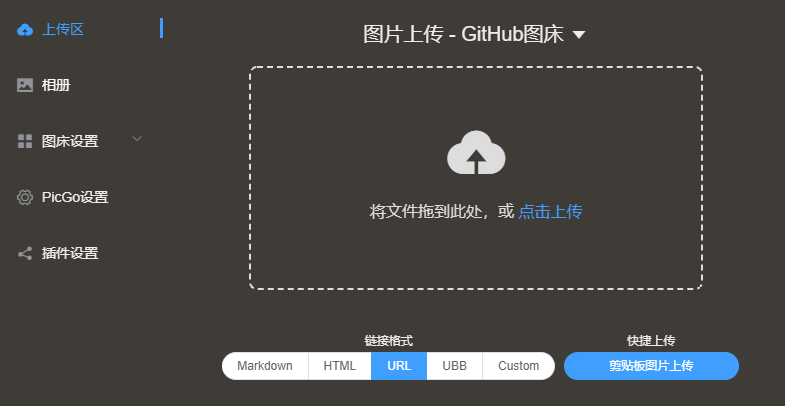 上传区
相册
图床设置
PicGo设置
插件设置
图片上传 - GitHub图床
将文件拖到此处，或 点击上传
链接格式
Markdown HTML URL UBB Custom
快捷上传
剪贴板图片上传